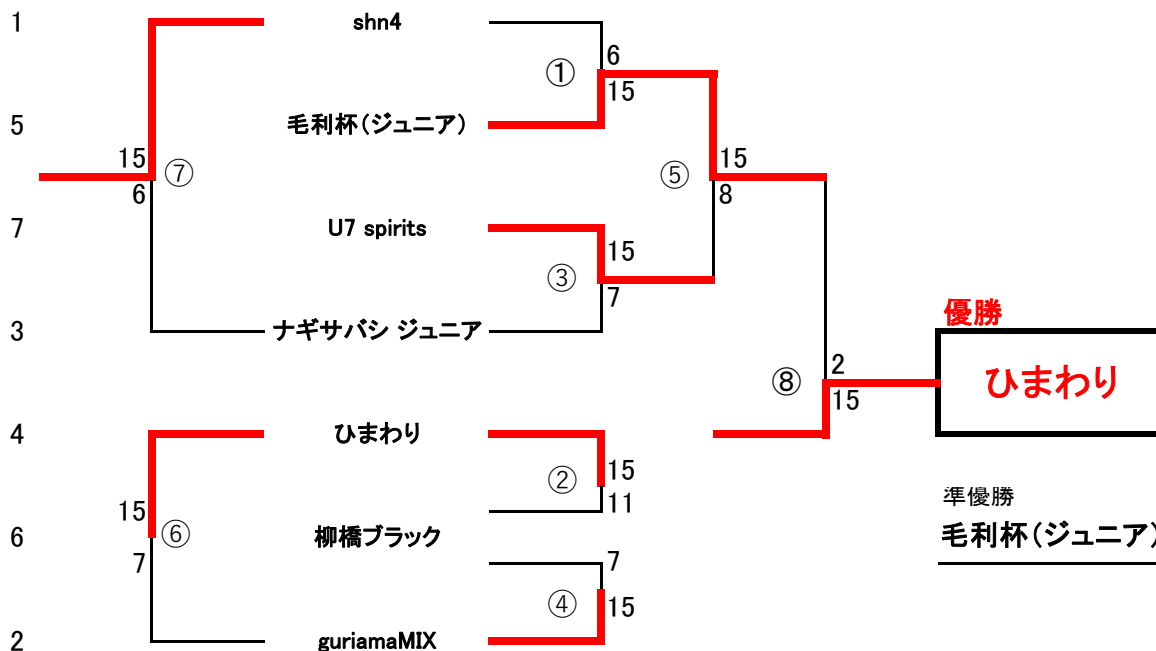 1
shn4
6
①
15
5
毛利杯(ジュニア)
15
⑦
6
⑤
15
8
7
U7 spirits
15
③
7
3
ナギサバシ ジュニア
優勝
ひまわり
⑧
2
15
4
ひまわり
②
15
11
15
⑥
7
6
柳橋ブラック
準優勝
毛利杯(ジュニア)
7
④
15
2
guriamaMIX